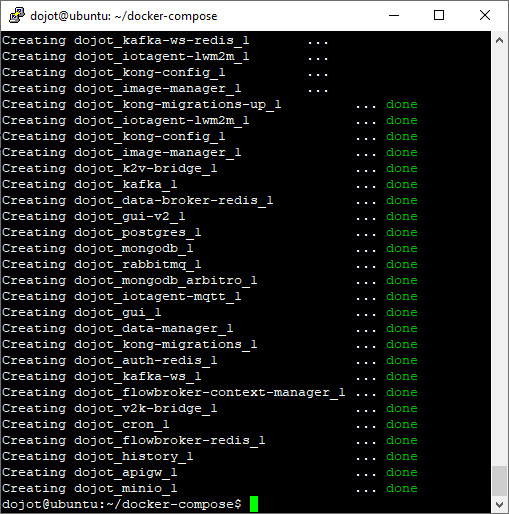 dojot@ubuntu: ~/docker-compose
Creating dojot_kafka-ws-redis_1       ...
Creating dojot_iotagent-lwm2m_1       ...
Creating dojot_kong-config_1          ...
Creating dojot_image-manager_1        ...
Creating dojot_kong-migrations-up_1         ... done
Creating dojot_iotagent-lwm2m_1             ... done
Creating dojot_kong-config_1                ... done
Creating dojot_image-manager_1              ... done
Creating dojot_k2v-bridge_1                 ... done
Creating dojot_kafka_1                      ... done
Creating dojot_data-broker-redis_1          ... done
Creating dojot_gui-v2_1                     ... done
Creating dojot_postgres_1                   ... done
Creating dojot_mongodb_1                    ... done
Creating dojot_rabbitmq_1                   ... done
Creating dojot_mongodb_arbitro_1            ... done
Creating dojot_iotagent-mqtt_1              ... done
Creating dojot_gui_1                        ... done
Creating dojot_data-manager_1               ... done
Creating dojot_kong-migrations_1            ... done
Creating dojot_auth-redis_1                 ... done
Creating dojot_kafka-ws_1                   ... done
Creating dojot_flowbroker-context-manager_1 ... done
Creating dojot_v2k-bridge_1                 ... done
Creating dojot_cron_1                       ... done
Creating dojot_flowbroker-redis_1           ... done
Creating dojot_history_1                    ... done
Creating dojot_apigw_1                      ... done
Creating dojot_minio_1                      ... done
dojot@ubuntu:~/docker-compose$